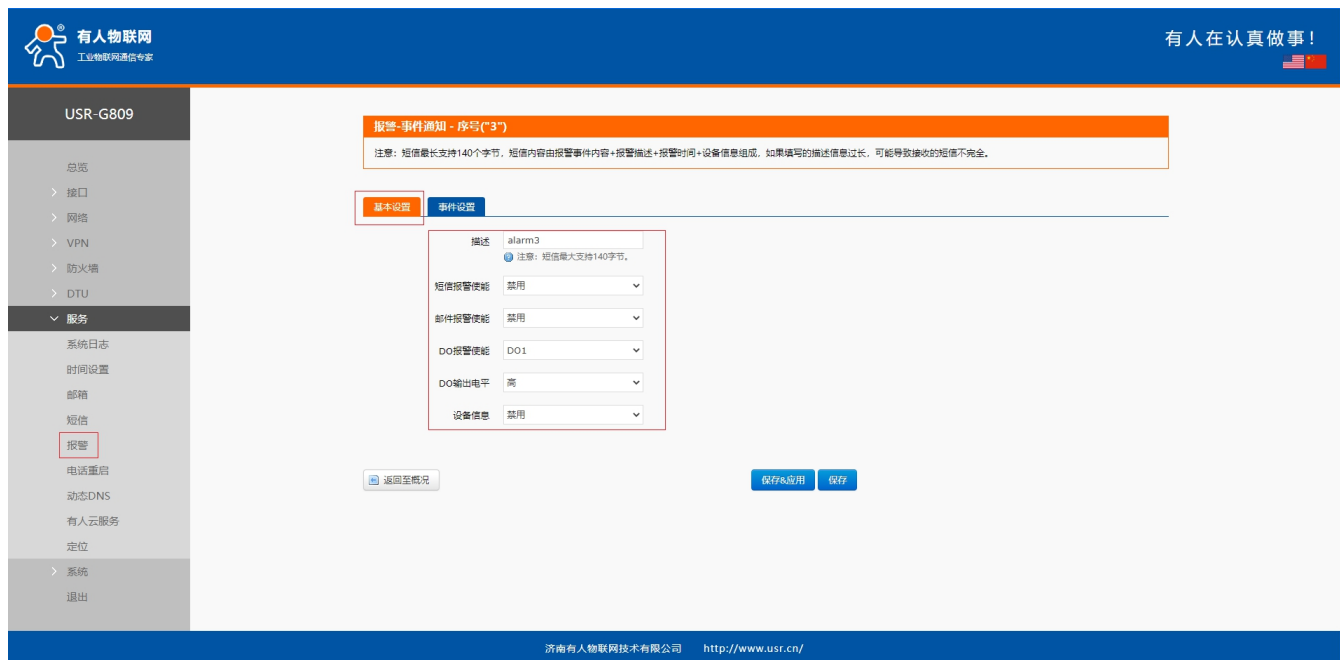 有人物联网
®
工业物联网通信专家
有人在认真做事！
USR-G809
总览
接口
网络
VPN
防火墙
DTU
服务
系统日志
时间设置
邮箱
短信
报警
电话重启
动态DNS
有人云服务
定位
系统
退出
报警-事件通知 - 序号("3")
注意：短信最长支持140个字节，短信内容由报警事件内容+报警描述+报警时间+设备信息组成，如果填写的描述信息过长，可能导致接收的短信不完全。
基本设置 事件设置
描述 alarm3
注意：短信最大支持140字节。
短信报警使能 禁用
邮件报警使能 禁用
DO报警使能 DO1
DO输出电平 高
设备信息 禁用
返回至概况 保存&应用 保存
济南有人物联网技术有限公司 http://www.usr.cn/